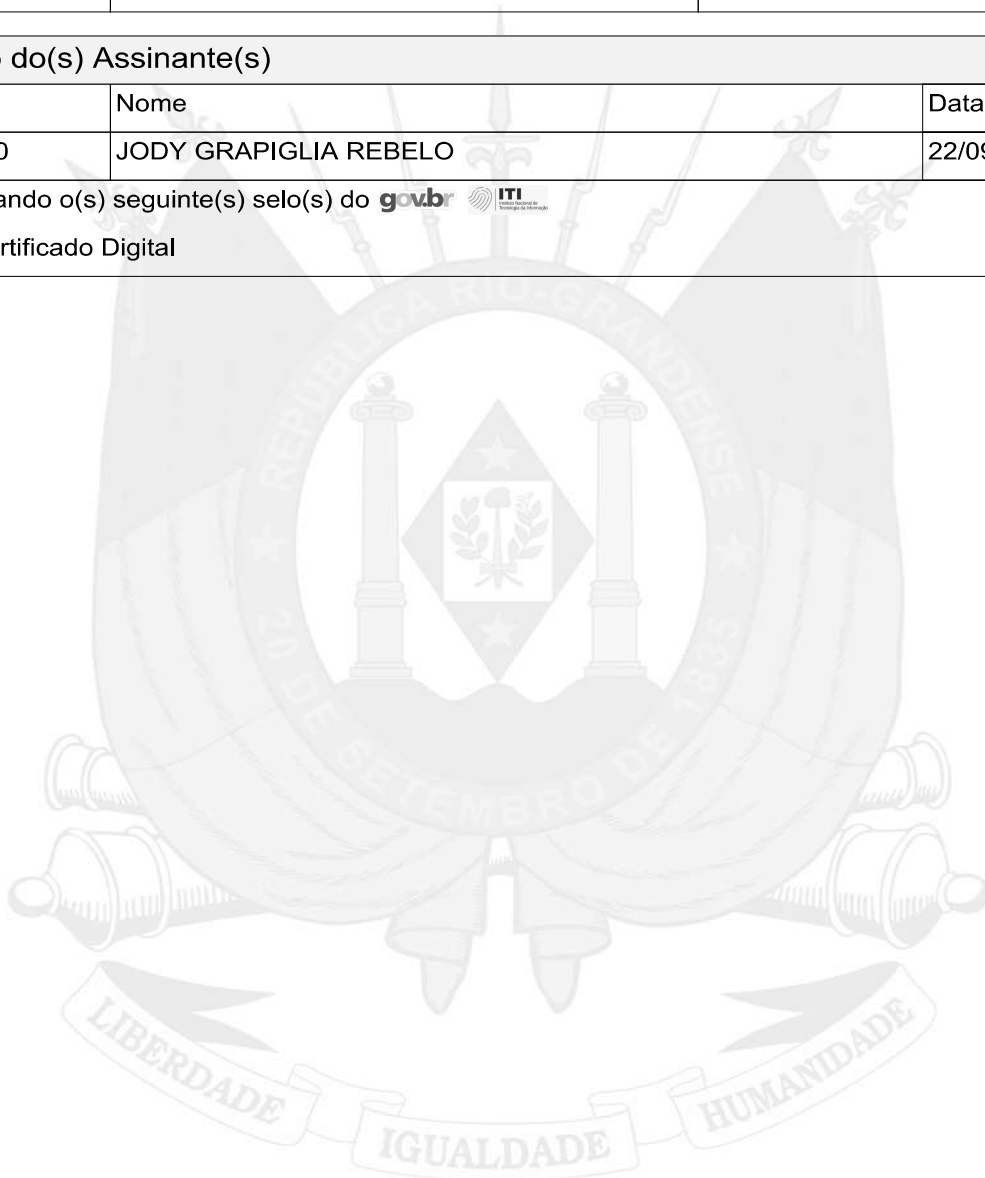 o do(s) Assinante(s)
Nome Data
0 JODY GRAPIGLIA REBELO 22/09
ando o(s) seguinte(s) selo(s) do gov.br ITI
rtificado Digital
REPÚBLICA RIO-GRANDENSE
20 DE SETEMBRO DE 1835
LIBERDADE IGUALDADE HUMANIDADE